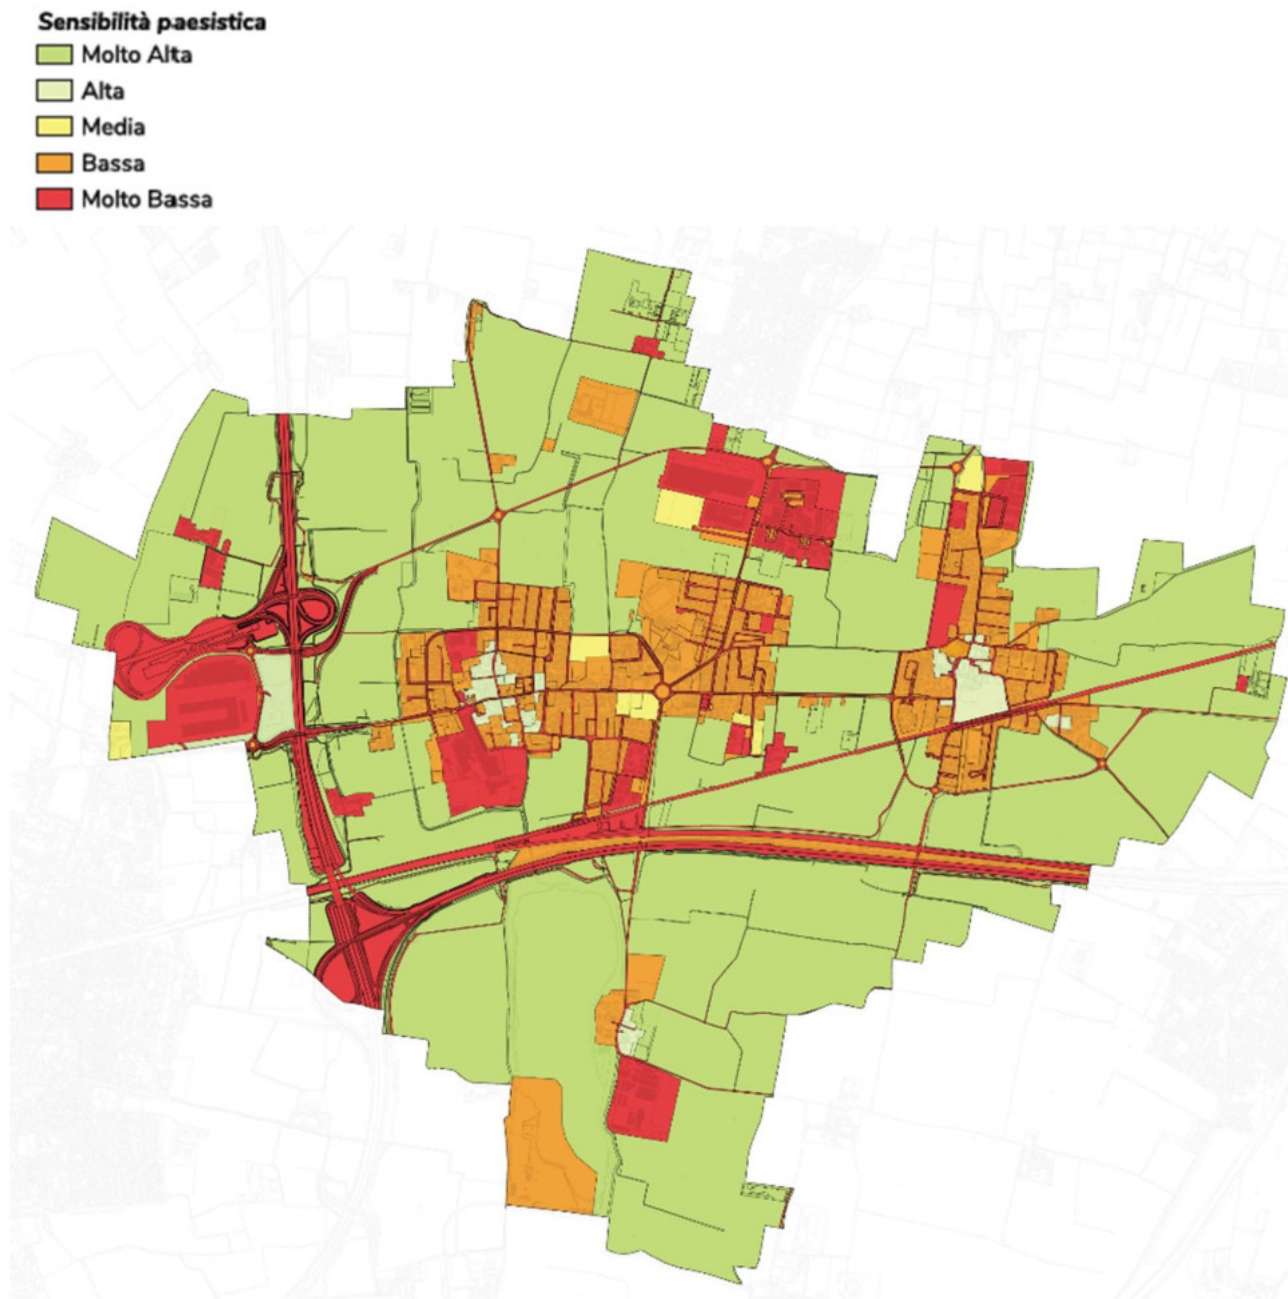 Sensibilità paesistica
Molto Alta
Alta
Media
Bassa
Molto Bassa